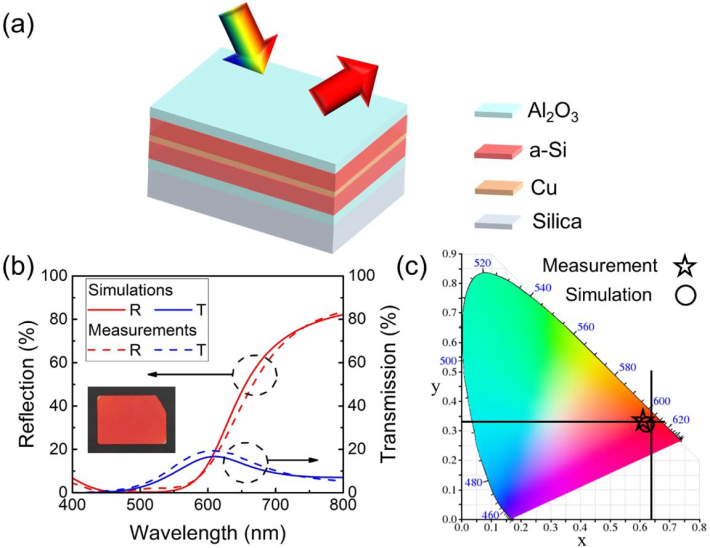 (a)
Al2O3
a-Si
Cu
Silica
(b)
100
80
60
40
20
0
Reflection (%)
Simulations
R T
Measurements
R T
400 500 600 700 800
Wavelength (nm)
100
80
60
40
20
0
Transmission (%)
(c)
Measurement
Simulation
0.9
0.8
0.7
0.6
0.5
0.4
0.3
0.2
0.1
0.0
y
520
540
560
580
600
620
500
480
460
0.0 0.1 0.2 0.3 0.4 0.5 0.6 0.7 0.8
x